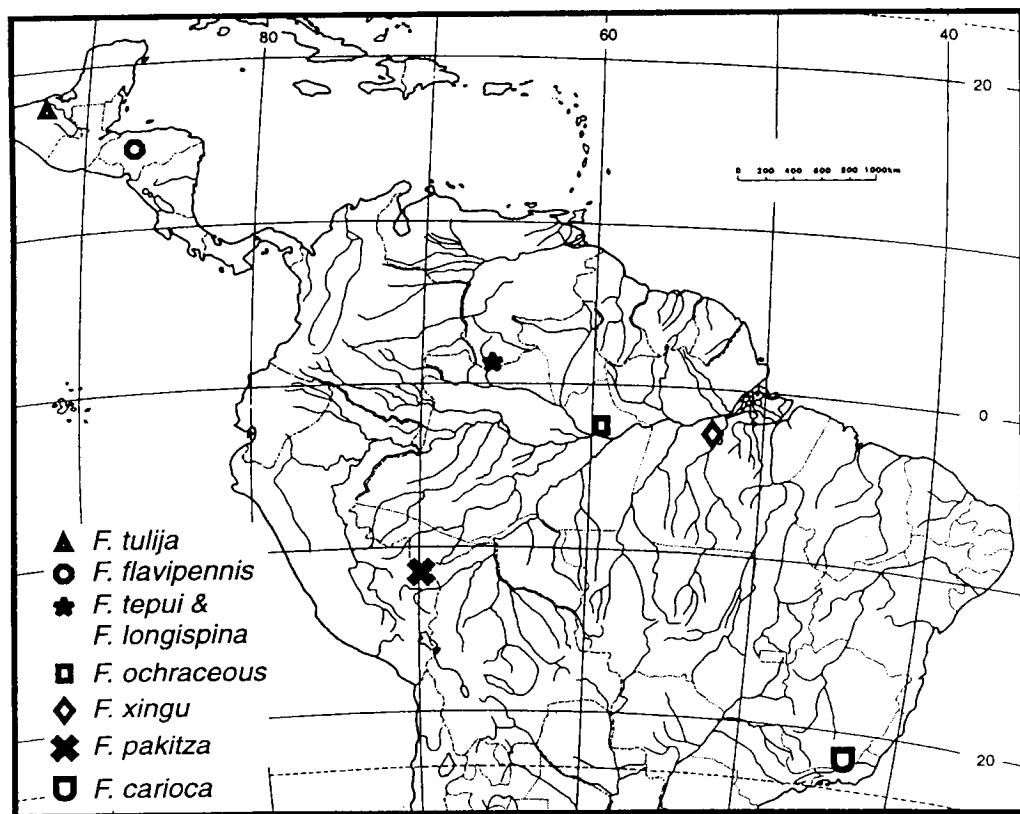 80
60
40
20
0 200 400 600 800 1000km
0
F. tulija
F. flavipennis
F. tepui &
F. longispina
F. ochraceous
F. xingu
F. pakitza
F. carioca
20